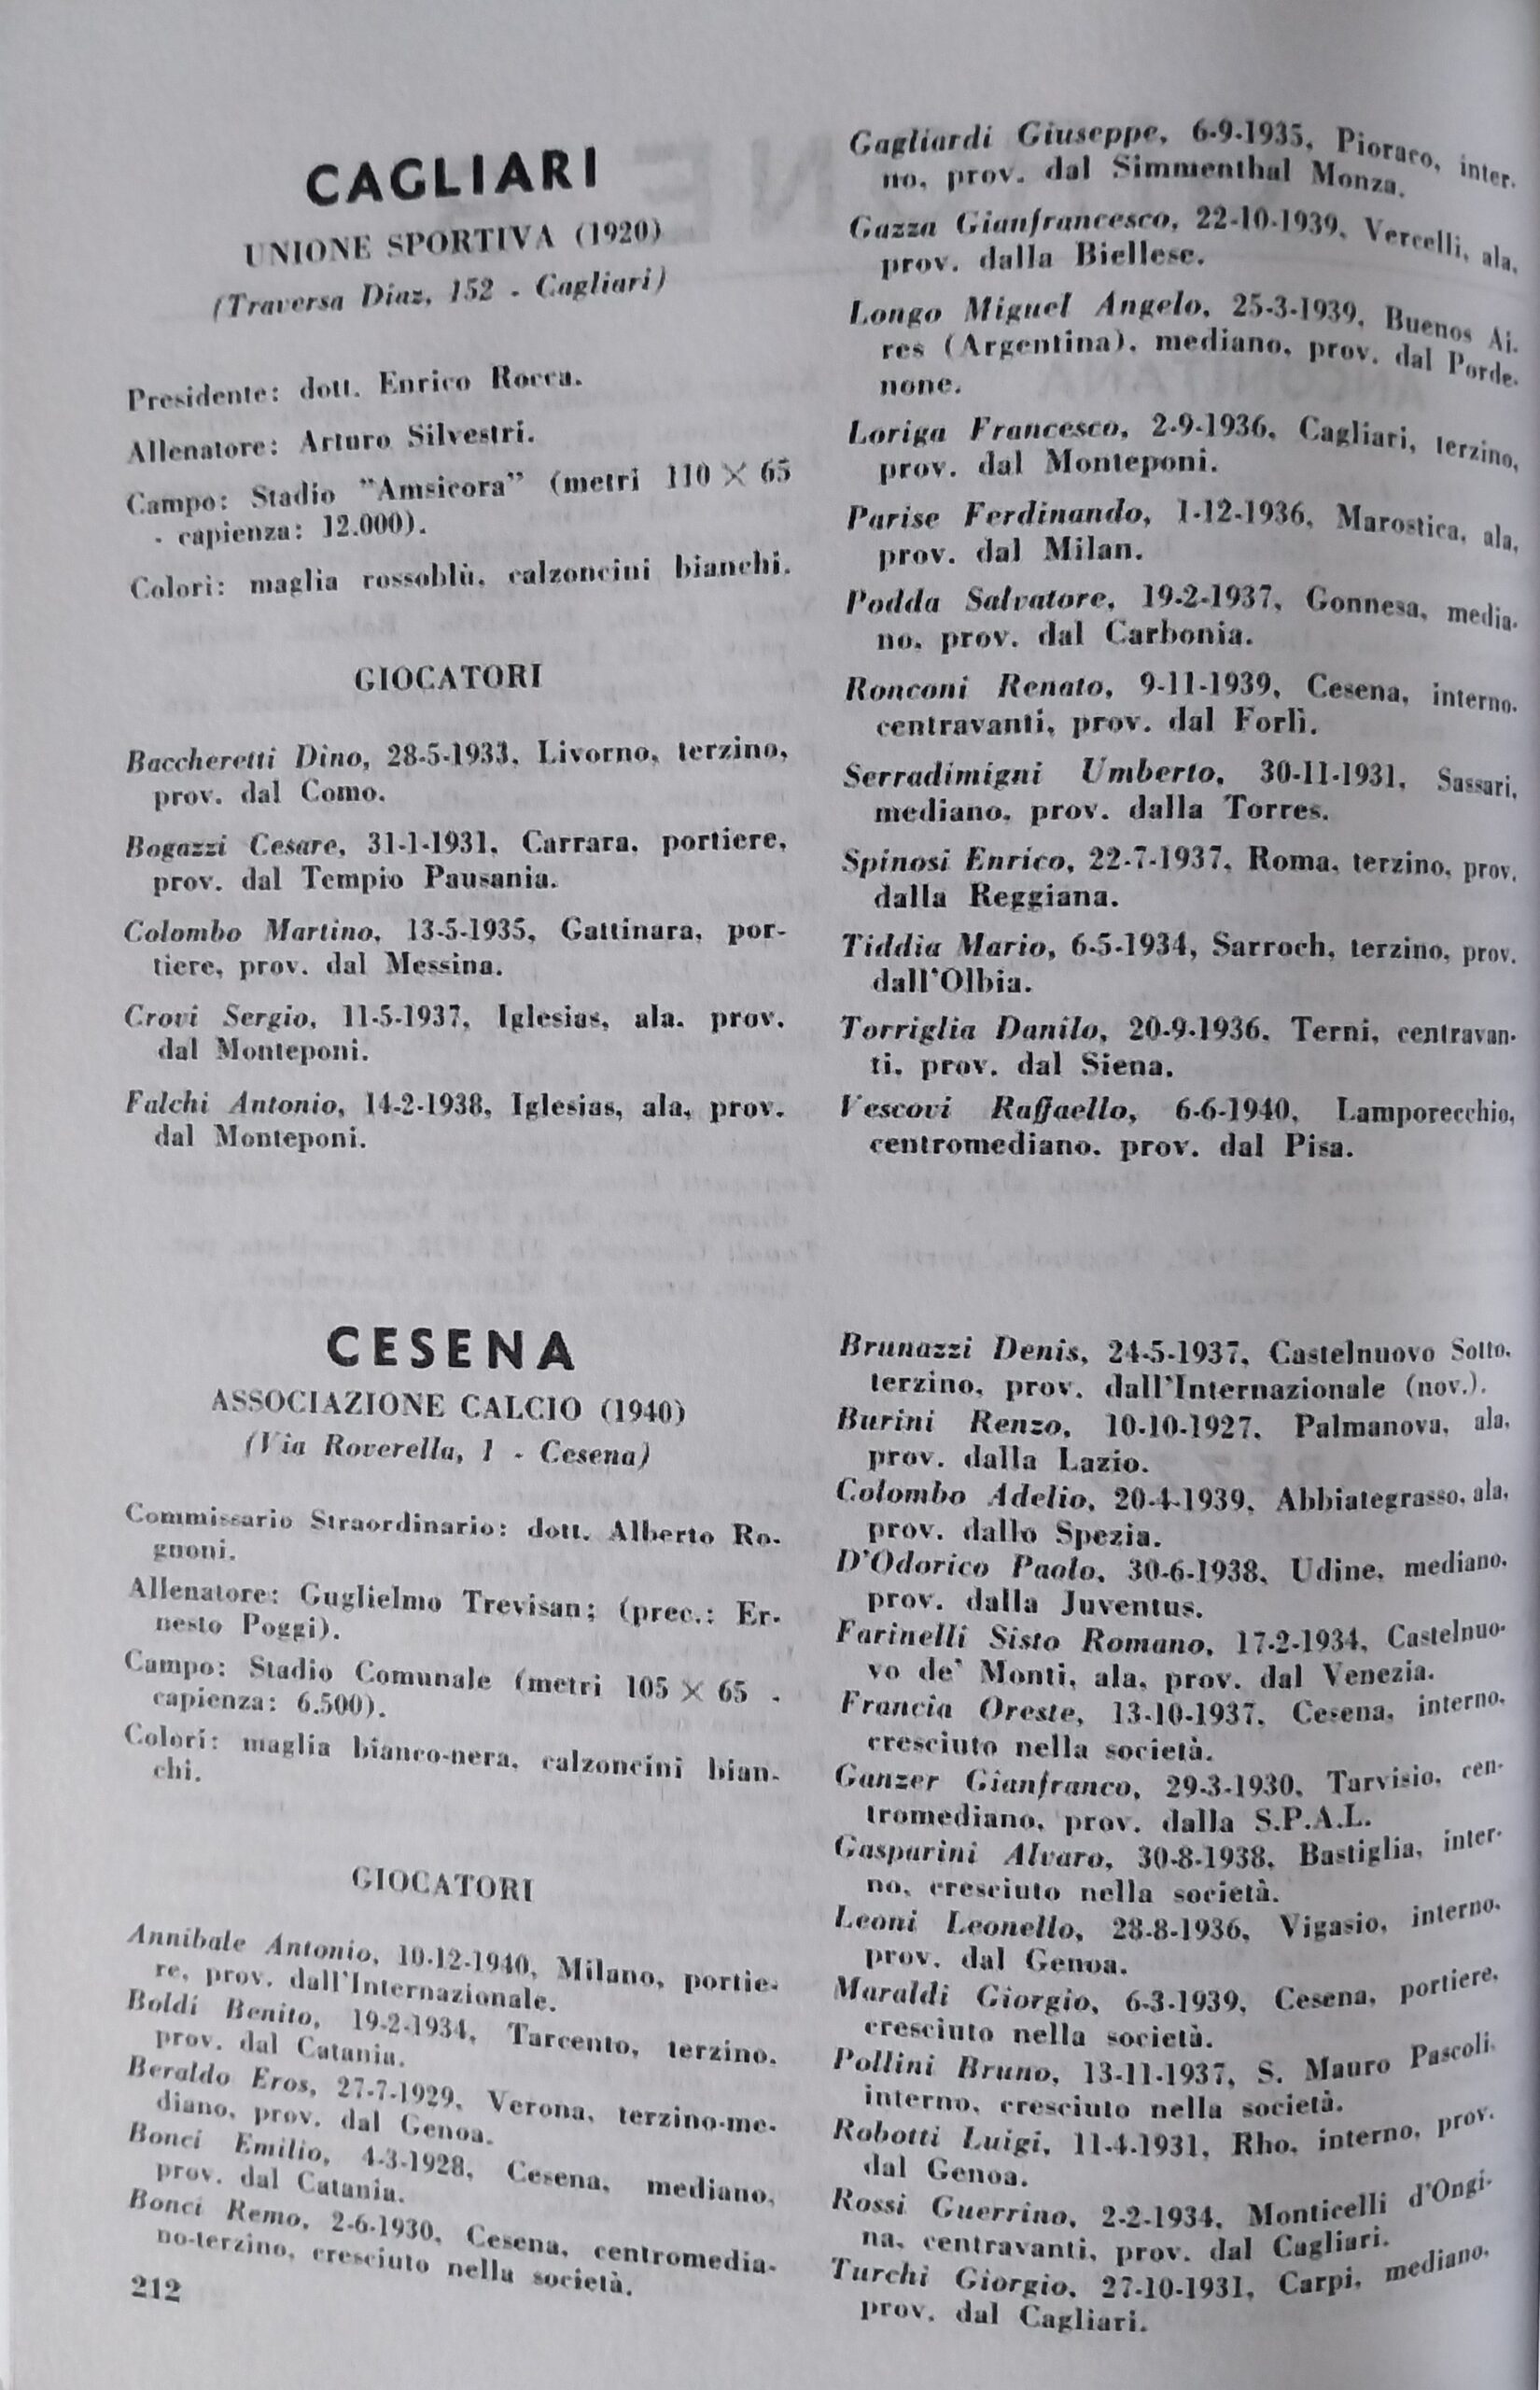 CAGLIARI
UNIONE SPORTIVA (1920)
(Traversa Diaz, 152 - Cagliari)
Presidente: dott. Enrico Rocca.
Allenatore: Arturo Silvestri.
Campo: Stadio "Amsicora" (metri 110 × 65
- capienza: 12.000).
Colori: maglia rossoblù, calzoncini bianchi.
GIOCATORI
Baccheretti Dino, 28-5-1933, Livorno, terzino,
prov. dal Como.
Bogazzi Cesare, 31-1-1931, Carrara, portiere,
prov. dal Tempio Pausania.
Colombo Martino, 13-5-1935, Gattinara, por-
tiere, prov. dal Messina.
Crovi Sergio, 11-5-1937, Iglesias, ala, prov.
dal Monteponi.
Falchi Antonio, 14-2-1938, Iglesias, ala, prov.
dal Monteponi.
Gagliardi Giuseppe, 6-9-1935, Pioraco, inter-
no, prov. dal Simmenthal Monza.
Gazza Gianfrancesco, 22-10-1939, Vercelli, ala,
prov. dalla Biellese.
Longo Miguel Angelo, 25-3-1939, Buenos Ai-
res (Argentina), mediano, prov. dal Porde-
none.
Loriga Francesco, 2-9-1936, Cagliari, terzino,
prov. dal Monteponi.
Parise Ferdinando, 1-12-1936, Marostica, ala,
prov. dal Milan.
Podda Salvatore, 19-2-1937, Gonnesa, media-
no, prov. dal Carbonia.
Ronconi Renato, 9-11-1939, Cesena, interno-
centravanti, prov. dal Forlì.
Serradimigni Umberto, 30-11-1931, Sassari,
mediano, prov. dalla Torres.
Spinosi Enrico, 22-7-1937, Roma, terzino, prov.
dalla Reggiana.
Tiddia Mario, 6-5-1934, Sarroch, terzino, prov.
dall'Olbia.
Torriglia Danilo, 20-9-1936, Terni, centravan-
ti, prov. dal Siena.
Vescovi Raffaello, 6-6-1940, Lamporecchio,
centromediano, prov. dal Pisa.
CESENA
ASSOCIAZIONE CALCIO (1940)
(Via Roverella, 1 - Cesena)
Commissario Straordinario: dott. Alberto Ro-
gnoni.
Allenatore: Guglielmo Trevisan; (prec.: Er-
nesto Poggi).
Campo: Stadio Comunale (metri 105 × 65 -
capienza: 6.500).
Colori: maglia bianco-nera, calzoncini bian-
chi.
GIOCATORI
Annibale Antonio, 10-12-1940, Milano, portie-
re, prov. dall'Internazionale.
Boldi Benito, 19-2-1934, Tarcento, terzino,
prov. dal Catania.
Beraldo Eros, 27-7-1929, Verona, terzino-me-
diano, prov. dal Genoa.
Bonci Emilio, 4-3-1928, Cesena, mediano,
prov. dal Catania.
Bonci Remo, 2-6-1930, Cesena, centromedia-
no-terzino, cresciuto nella società.
Brunazzi Denis, 24-5-1937, Castelnuovo Sotto,
terzino, prov. dall'Internazionale (nov.).
Burini Renzo, 10-10-1927, Palmanova, ala,
prov. dalla Lazio.
Colombo Adelio, 20-4-1939, Abbiategrasso, ala,
prov. dallo Spezia.
D'Odorico Paolo, 30-6-1938, Udine, mediano,
prov. dalla Juventus.
Farinelli Sisto Romano, 17-2-1934, Castelnuo-
vo de' Monti, ala, prov. dal Venezia.
Francia Oreste, 13-10-1937, Cesena, interno,
cresciuto nella società.
Ganzer Gianfranco, 29-3-1930, Tarvisio, cen-
tromediano, prov. dalla S.P.A.L.
Gasparini Alvaro, 30-8-1938, Bastiglia, inter-
no, cresciuto nella società.
Leoni Leonello, 28-8-1936, Vigasio, interno,
prov. dal Genoa.
Maraldi Giorgio, 6-3-1939, Cesena, portiere,
cresciuto nella società.
Pollini Bruno, 13-11-1937, S. Mauro Pascoli,
interno, cresciuto nella società.
Robotti Luigi, 11-4-1931, Rho, interno, prov.
dal Genoa.
Rossi Guerrino, 2-2-1934, Monticelli d'Ongi-
na, centravanti, prov. dal Cagliari.
Turchi Giorgio, 27-10-1931, Carpi, mediano,
prov. dal Cagliari.
212